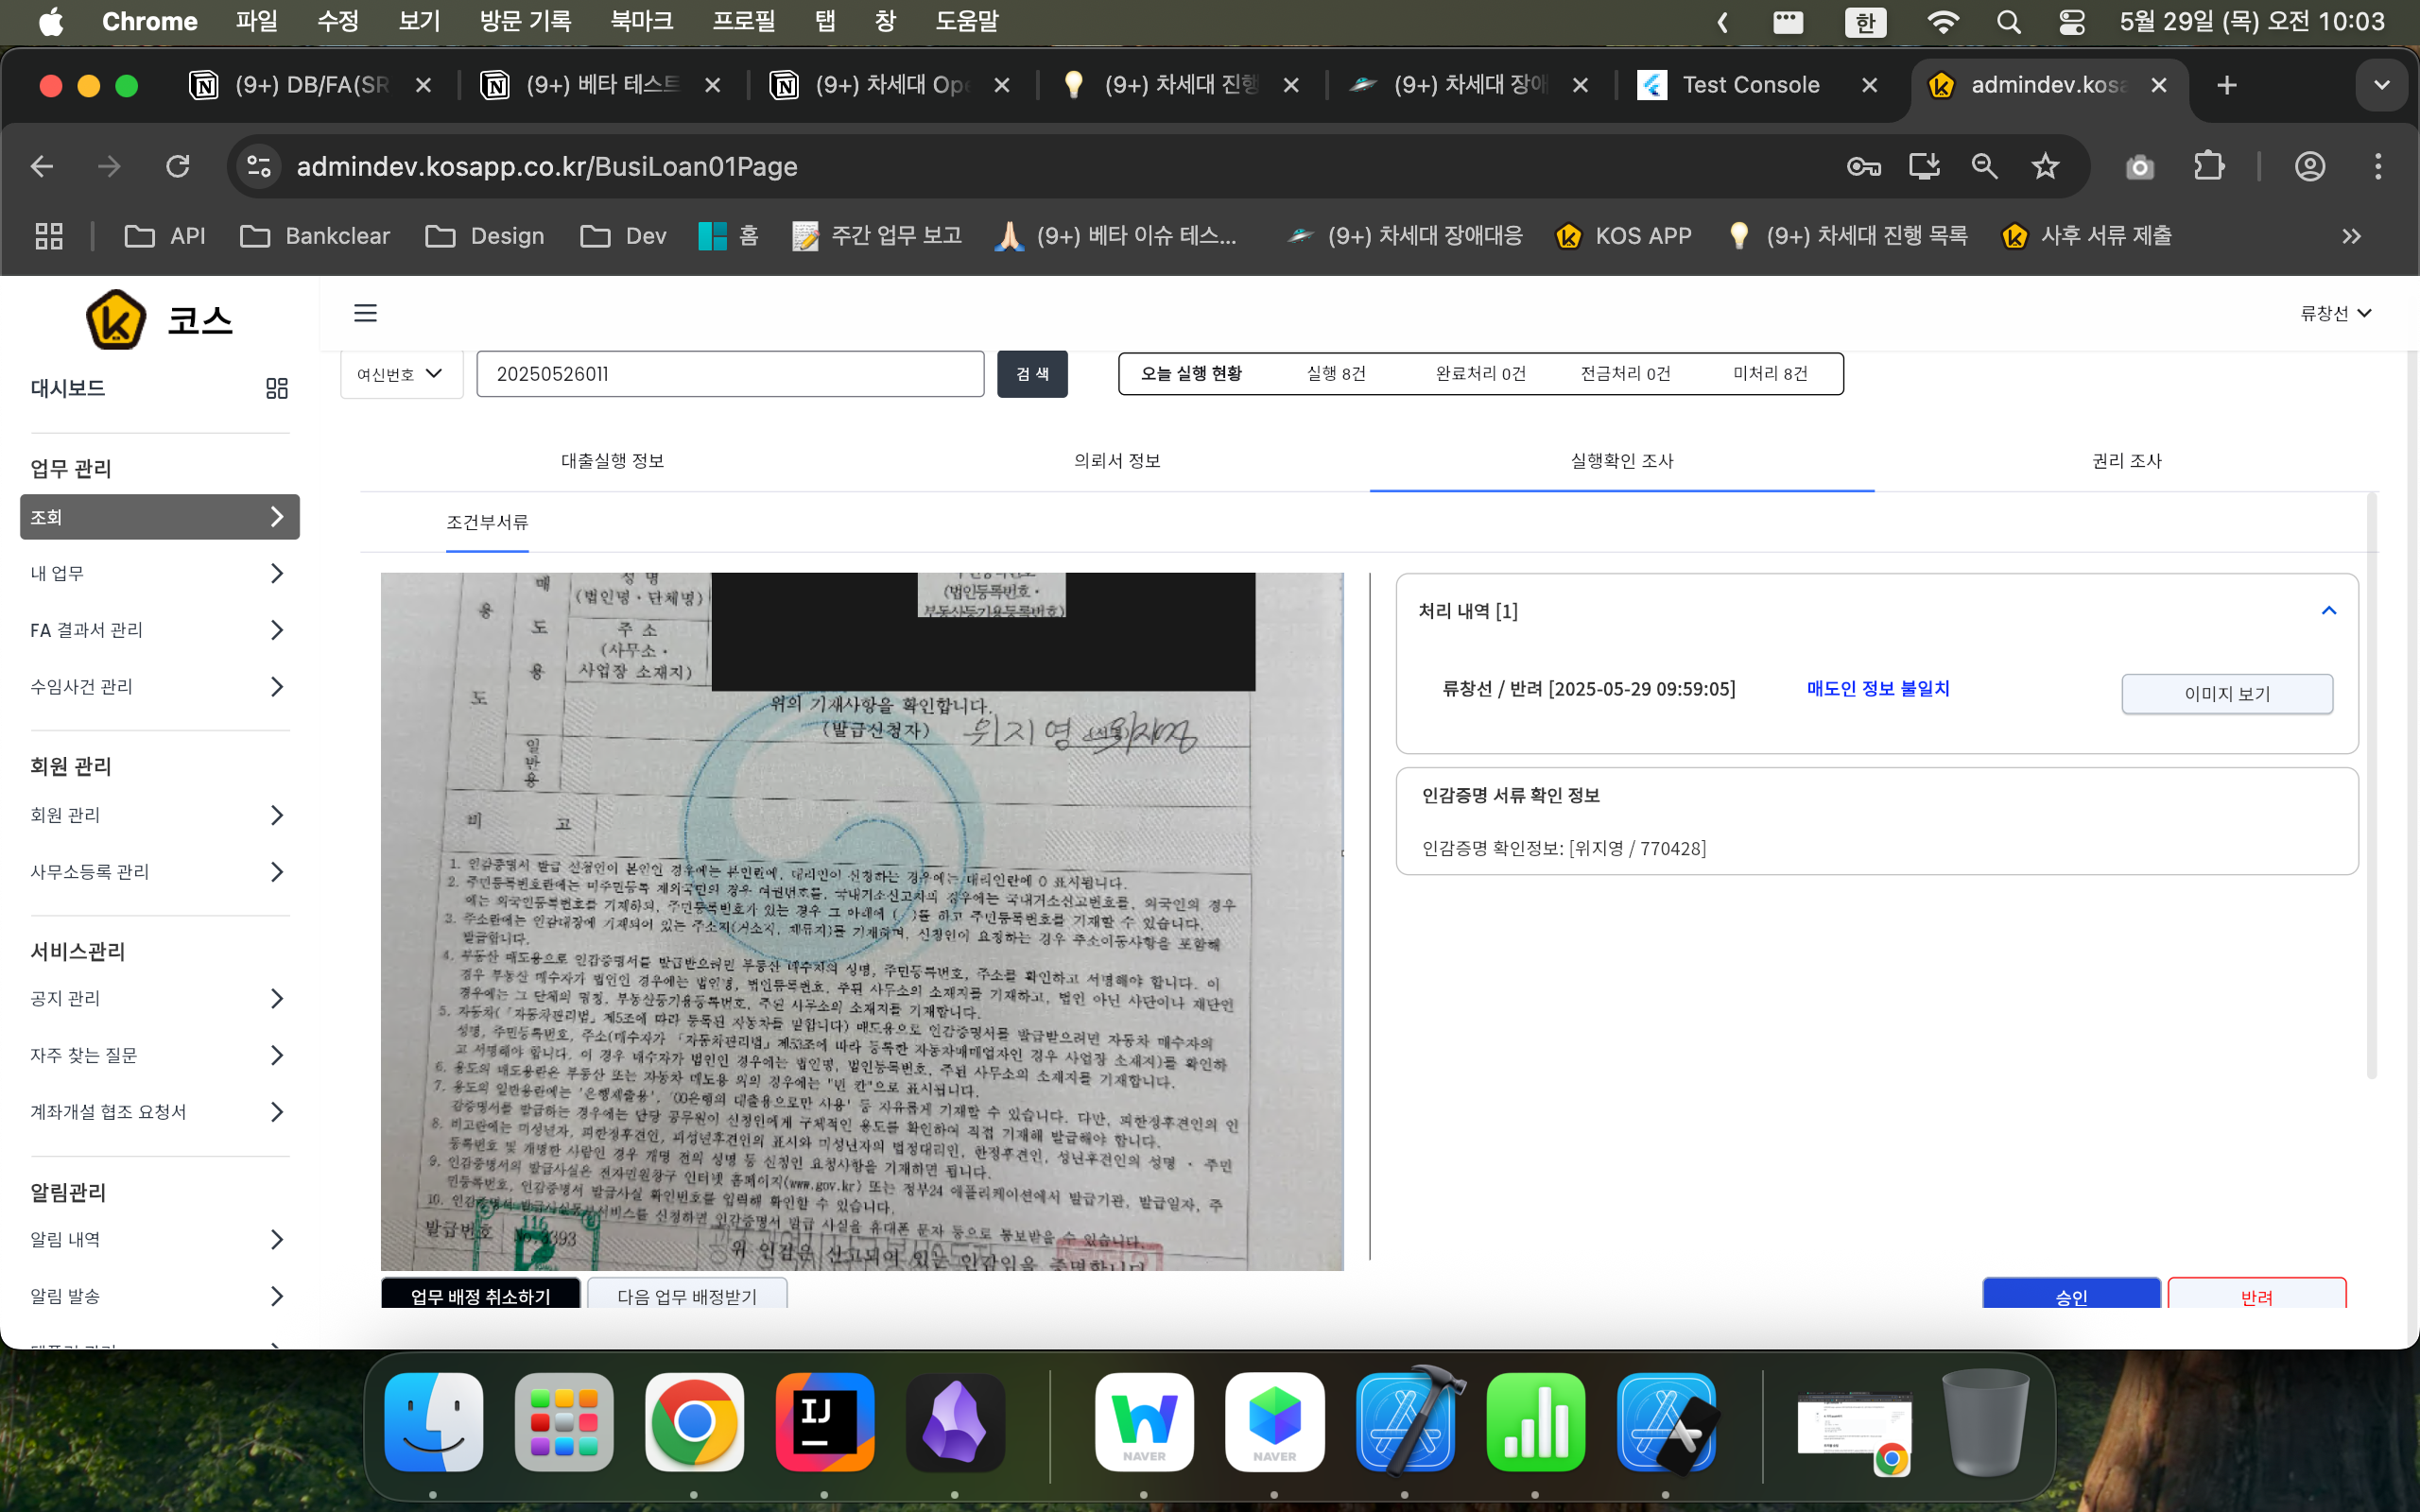 Chrome 파일 수정 보기 방문 기록 북마크 프로필 탭 창 도움말 한 5월 29일 (목) 오전 10:03
(9+) DB/FA(SR (9+) 베타 테스트 (9+) 차세대 Ope (9+) 차세대 진행 (9+) 차세대 장애 Test Console admindev.kosa
admindev.kosapp.co.kr/BusiLoan01Page
API Bankclear Design Dev 홈 주간 업무 보고 (9+) 베타 이슈 테스... (9+) 차세대 장애대응 KOS APP (9+) 차세대 진행 목록 사후 서류 제출
코스
류창선
여신번호 20250526011 검 색 오늘 실행 현황 실행 8건 완료처리 0건 전금처리 0건 미처리 8건
대시보드
업무 관리
조회
내 업무
FA 결과서 관리
수임사건 관리
회원 관리
회원 관리
사무소등록 관리
서비스관리
공지 관리
자주 찾는 질문
계좌개설 협조 요청서
알림관리
알림 내역
알림 발송
대출실행 정보 의뢰서 정보 실행확인 조사 권리 조사
조건부서류
용 도
매 도 용
성 명
(법인명·단체명)
(법인등록번호·
부동산등기용등록번호)
주 소
(사무소·
사업장 소재지)
위의 기재사항을 확인합니다.
(발급신청자) 위지영
일반용
비 고
1. 인감증명서 발급 신청인이 본인인 경우에는 본인란에, 대리인이 신청하는 경우에는 대리인란에 O 표시됩니다.
2. 주민등록번호란에는 미주민등록 재외국민의 경우 여권번호를, 국내거소신고자의 경우에는 국내거소신고번호를, 외국인의 경우
에는 외국인등록번호를 기재하되, 주민등록번호가 있는 경우 그 아래에 ( )를 하고 주민등록번호를 기재할 수 있습니다.
3. 주소란에는 인감대장에 기재되어 있는 주소지(거소지, 체류지)를 기재하며, 신청인이 요청하는 경우 주소이동사항을 포함해
발급합니다.
4. 부동산 매도용으로 인감증명서를 발급받으려면 부동산 매수자의 성명, 주민등록번호, 주소를 확인하고 서명해야 합니다. 이
경우 부동산 매수자가 법인인 경우에는 법인명, 법인등록번호, 주된 사무소의 소재지를 기재하고, 법인 아닌 사단이나 재단인
경우에는 그 단체의 명칭, 부동산등기용등록번호, 주된 사무소의 소재지를 기재합니다.
5. 자동차(「자동차관리법」 제5조에 따라 등록된 자동차를 말합니다) 매도용으로 인감증명서를 발급받으려면 자동차 매수자의
성명, 주민등록번호, 주소(매수자가 「자동차관리법」 제53조에 따라 등록한 자동차매매업자인 경우 사업장 소재지)를 확인하
고 서명해야 합니다. 이 경우 매수자가 법인인 경우에는 법인명, 법인등록번호, 주된 사무소의 소재지를 기재합니다.
6. 용도의 매도용란은 부동산 또는 자동차 매도용 외의 경우에는 "빈 칸"으로 표시됩니다.
7. 용도의 일반용란에는 '은행제출용', '00은행의 대출용으로만 사용' 등 자유롭게 기재할 수 있습니다. 다만, 피한정후견인의 인
감증명서를 발급하는 경우에는 담당 공무원이 신청인에게 구체적인 용도를 확인하여 직접 기재해 발급해야 합니다.
8. 비고란에는 미성년자, 피한정후견인, 피성년후견인의 표시와 미성년자의 법정대리인, 한정후견인, 성년후견인의 성명 · 주민
등록번호 및 개명한 사람인 경우 개명 전의 성명 등 신청인 요청사항을 기재하면 됩니다.
9. 인감증명서의 발급사실은 전자민원창구 인터넷 홈페이지(www.gov.kr) 또는 정부24 애플리케이션에서 발급기관, 발급일자, 주
민등록번호, 인감증명서 발급사실 확인번호를 입력해 확인할 수 있습니다.
10. 인감증명서 발급사실통보서비스를 신청하면 인감증명서 발급 사실을 휴대폰 문자 등으로 통보받을 수 있습니다.
발급번호 116 No.3393
위 인감은 신고되어 있는 인감임을 증명합니다
처리 내역 [1]
류창선 / 반려 [2025-05-29 09:59:05] 매도인 정보 불일치 이미지 보기
인감증명 서류 확인 정보
인감증명 확인정보: [위지영 / 770428]
업무 배정 취소하기 다음 업무 배정받기 승인 반려
IJ
NAVER
NAVER